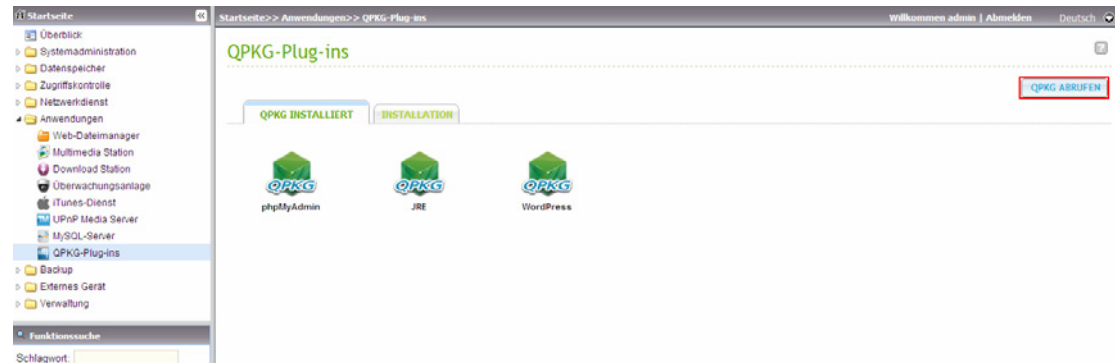 Startseite
Startseite>> Anwendungen>> QPKG-Plug-ins
Willkommen admin | Abmelden
Deutsch
Überblick
Systemadministration
Datenspeicher
Zugriffskontrolle
Netzwerkdienst
Anwendungen
Web-Dateimanager
Multimedia Station
Download Station
Überwachungsanlage
iTunes-Dienst
UPnP Media Server
MySQL-Server
QPKG-Plug-ins
Backup
Externes Gerät
Verwaltung
Funktionssuche
Schlagwort:
QPKG-Plug-ins
QPKG ABRUFEN
QPKG INSTALLIERT
INSTALLATION
QPKG
QPKG
QPKG
phpMyAdmin
JRE
WordPress